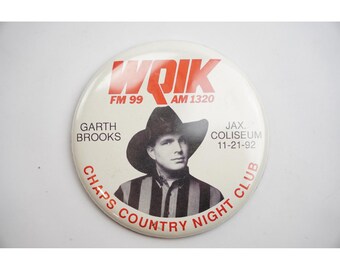 WQIK
FM 99 AM 1320
GARTH BROOKS
JAX. COLISEUM
11-21-92
CHAPS COUNTRY NIGHT CLUB